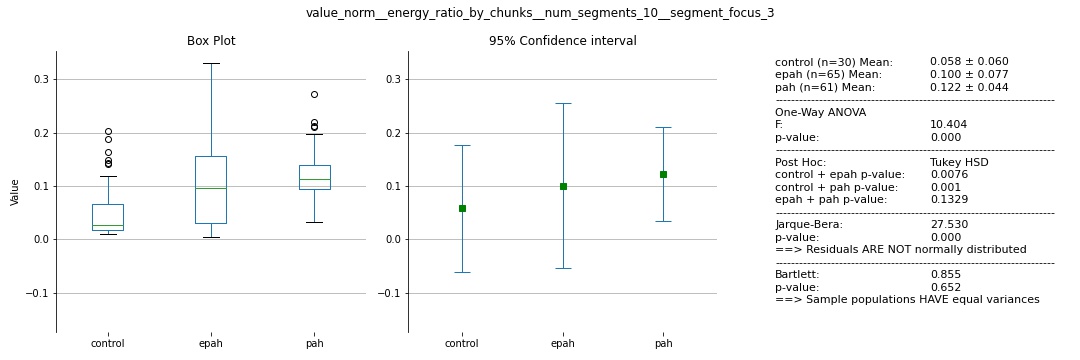 value_norm__energy_ratio_by_chunks__num_segments_10__segment_focus_3
Box Plot
Value
0.3
0.2
0.1
0.0
−0.1
control epah pah
95% Confidence interval
0.3
0.2
0.1
0.0
−0.1
control epah pah
control (n=30) Mean: 0.058 ± 0.060
epah (n=65) Mean: 0.100 ± 0.077
pah (n=61) Mean: 0.122 ± 0.044
One-Way ANOVA
F: 10.404
p-value: 0.000
Post Hoc: Tukey HSD
control + epah p-value: 0.0076
control + pah p-value: 0.001
epah + pah p-value: 0.1329
Jarque-Bera: 27.530
p-value: 0.000
==> Residuals ARE NOT normally distributed
Bartlett: 0.855
p-value: 0.652
==> Sample populations HAVE equal variances